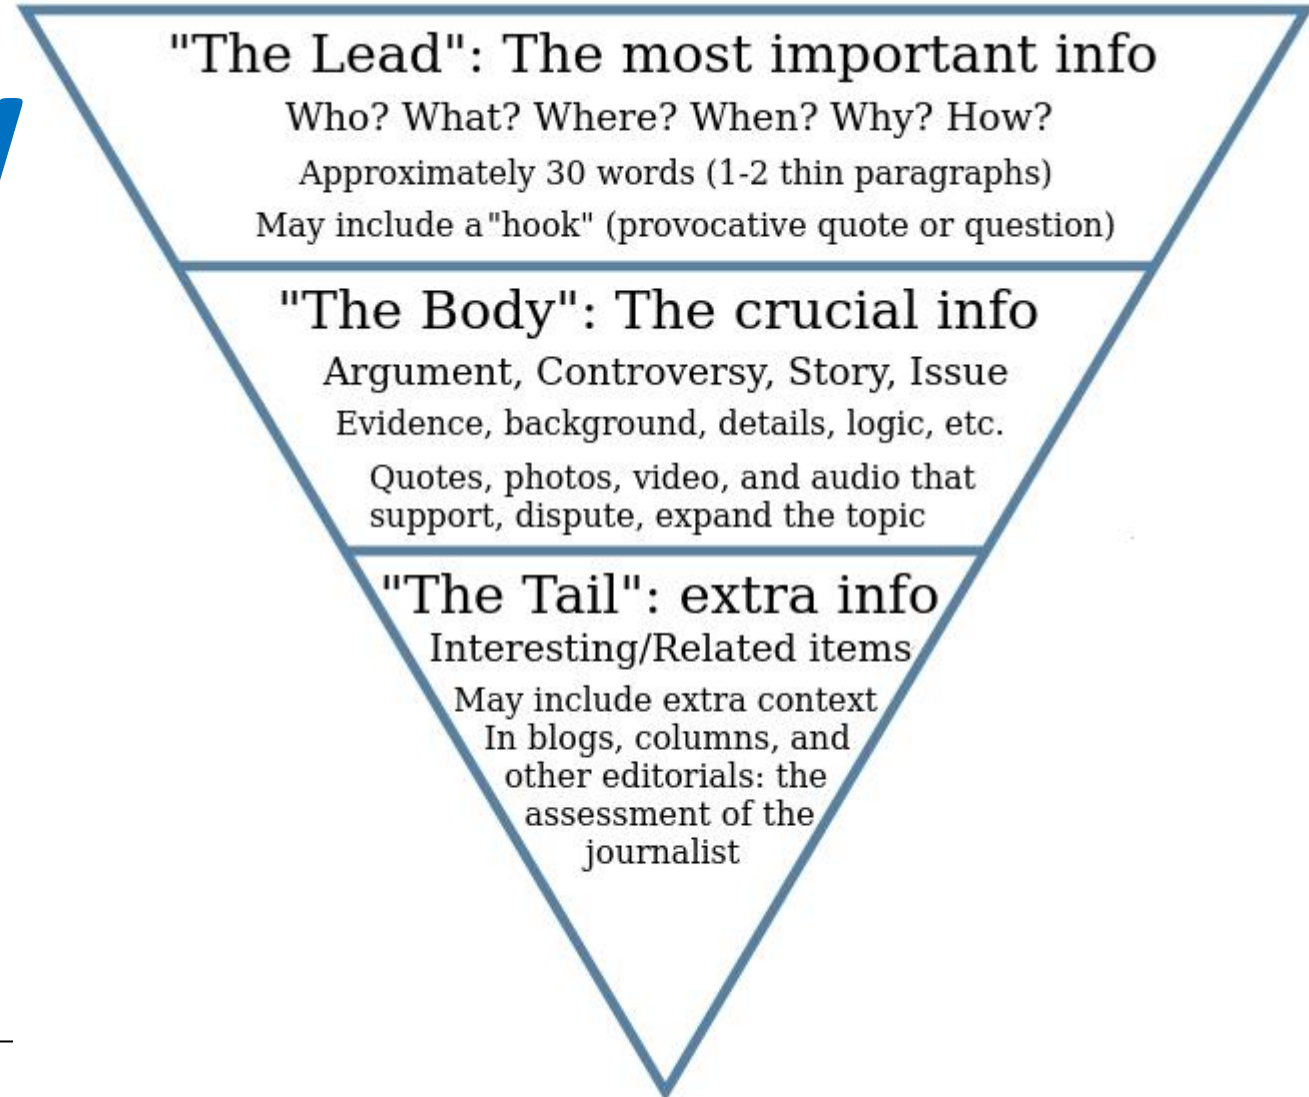 "The Lead": The most important info
Who? What? Where? When? Why? How?
Approximately 30 words (1-2 thin paragraphs)
May include a "hook" (provocative quote or question)
"The Body": The crucial info
Argument, Controversy, Story, Issue
Evidence, background, details, logic, etc.
Quotes, photos, video, and audio that
support, dispute, expand the topic
"The Tail": extra info
Interesting/Related items
May include extra context
In blogs, columns, and
other editorials: the
assessment of the
journalist